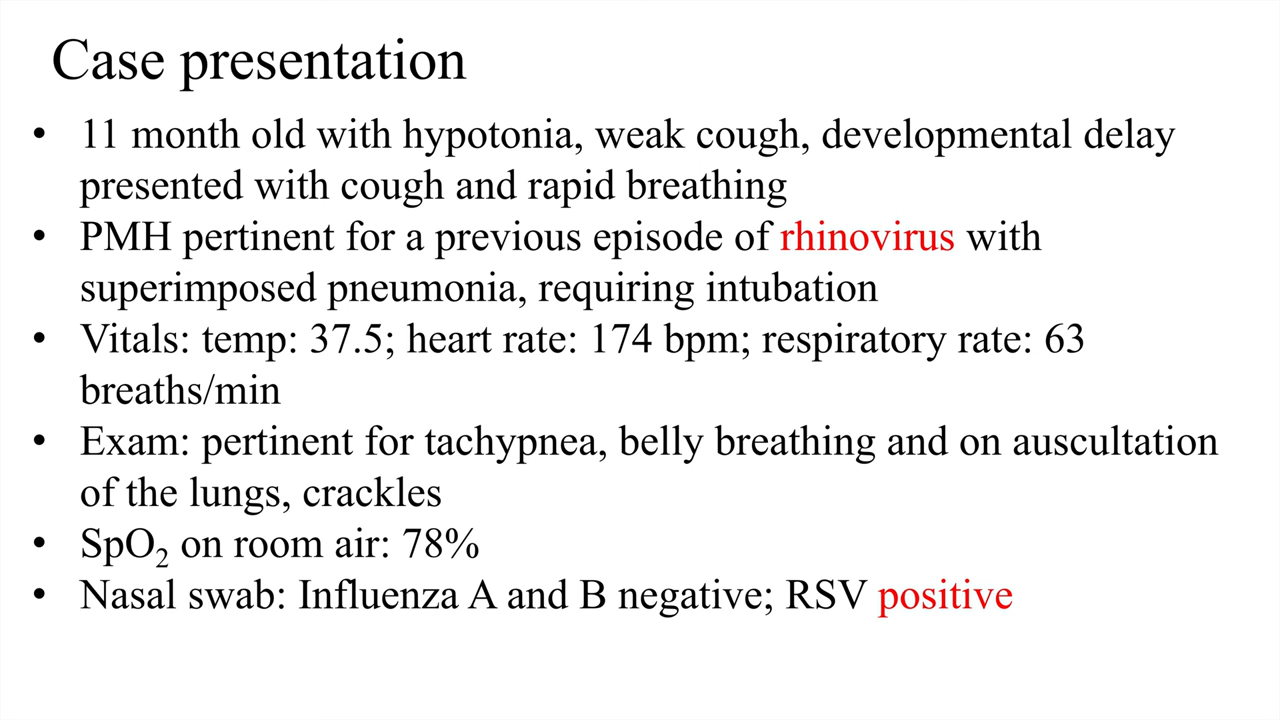 Case presentation
• 11 month old with hypotonia, weak cough, developmental delay
presented with cough and rapid breathing
• PMH pertinent for a previous episode of rhinovirus with
superimposed pneumonia, requiring intubation
• Vitals: temp: 37.5; heart rate: 174 bpm; respiratory rate: 63
breaths/min
• Exam: pertinent for tachypnea, belly breathing and on auscultation
of the lungs, crackles
• SpO₂ on room air: 78%
• Nasal swab: Influenza A and B negative; RSV positive